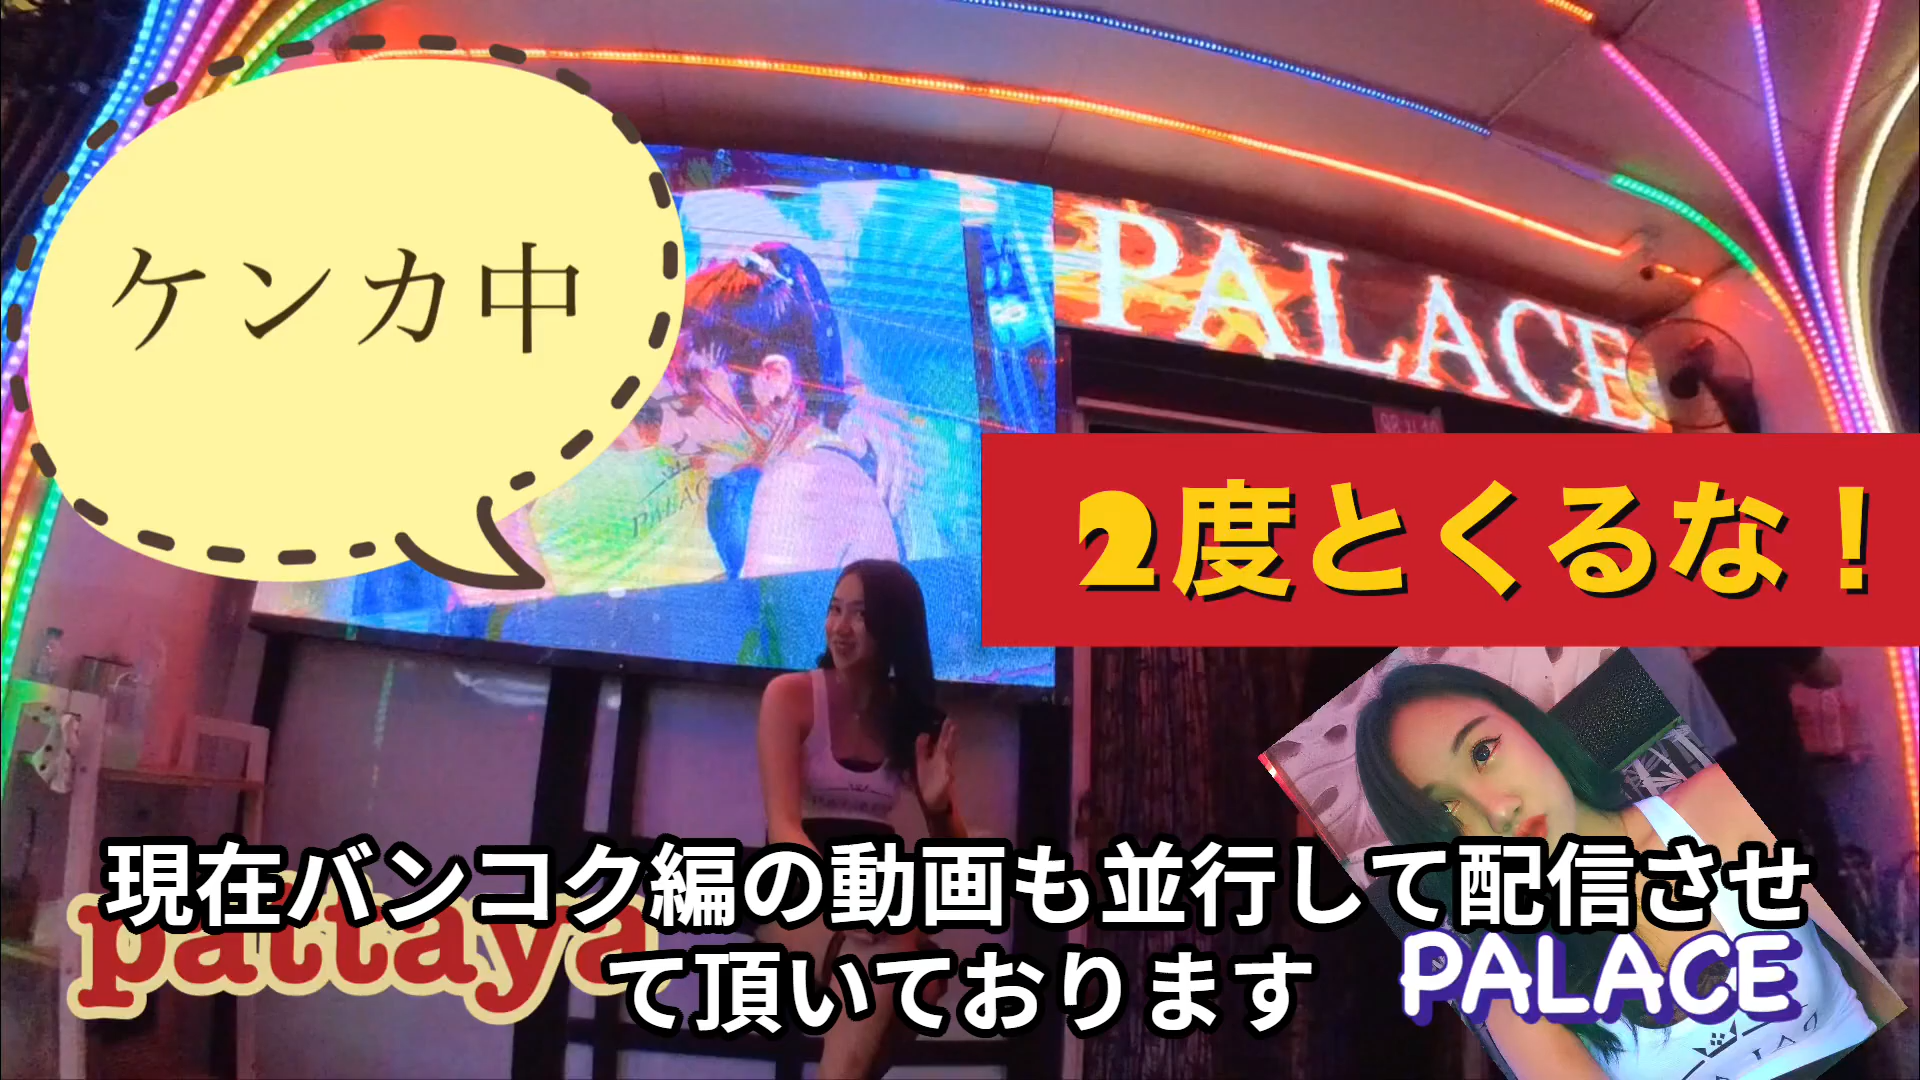 ケンカ中
PALACE
2度とくるな！
PALACE
現在バンコク編の動画も並行して配信させ
て頂いております
pattaya
PALACE